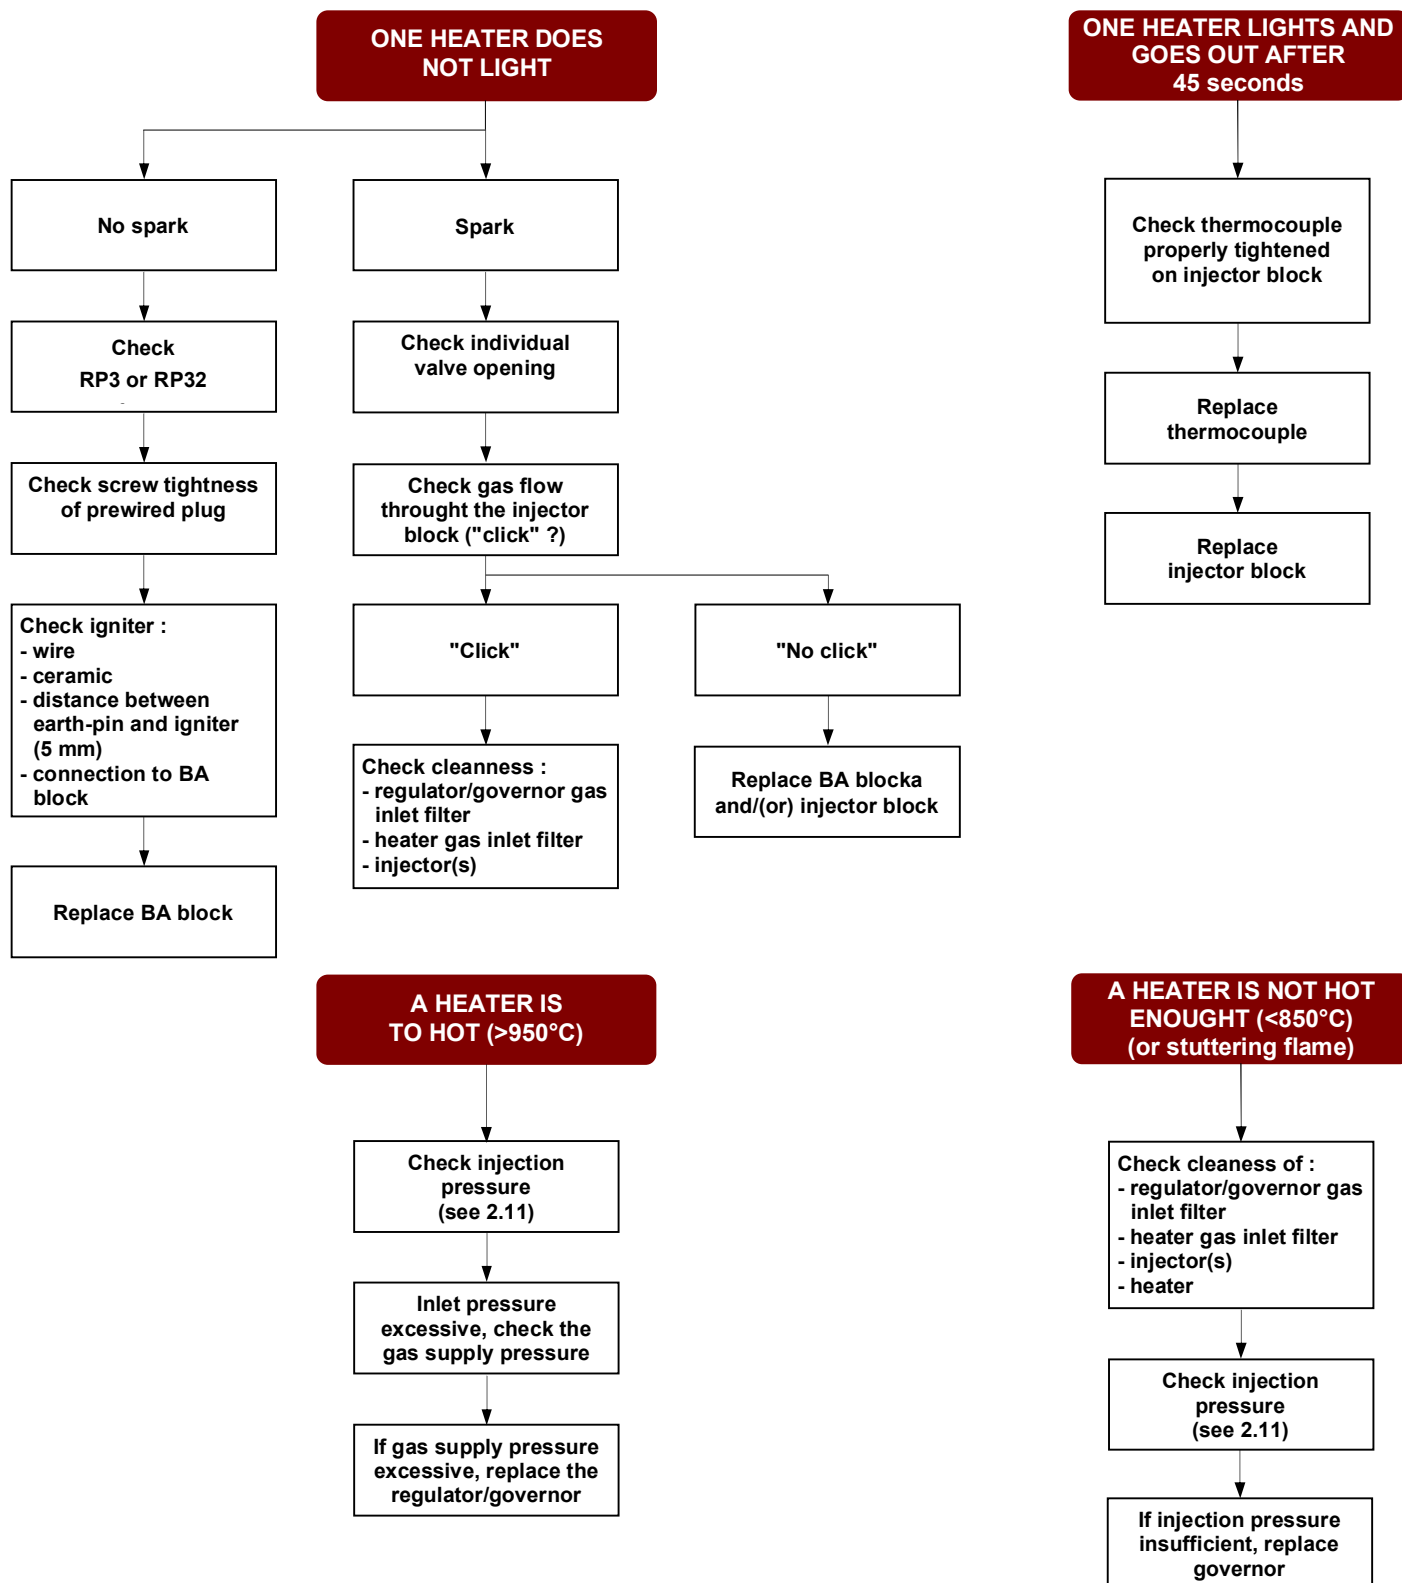 ONE HEATER DOES
NOT LIGHT
No spark
Check
RP3 or RP32
Check screw tightness
of prewired plug
Check igniter :
- wire
- ceramic
- distance between
earth-pin and igniter
(5 mm)
- connection to BA
block
Replace BA block
Spark
Check individual
valve opening
Check gas flow
throught the injector
block ("click" ?)
"Click"
Check cleanness :
- regulator/governor gas
inlet filter
- heater gas inlet filter
- injector(s)
"No click"
Replace BA blocka
and/(or) injector block
ONE HEATER LIGHTS AND
GOES OUT AFTER
45 seconds
Check thermocouple
properly tightened
on injector block
Replace
thermocouple
Replace
injector block
A HEATER IS
TO HOT (>950°C)
Check injection
pressure
(see 2.11)
Inlet pressure
excessive, check the
gas supply pressure
If gas supply pressure
excessive, replace the
regulator/governor
A HEATER IS NOT HOT
ENOUGHT (<850°C)
(or stuttering flame)
Check cleaness of :
- regulator/governor gas
inlet filter
- heater gas inlet filter
- injector(s)
- heater
Check injection
pressure
(see 2.11)
If injection pressure
insufficient, replace
governor